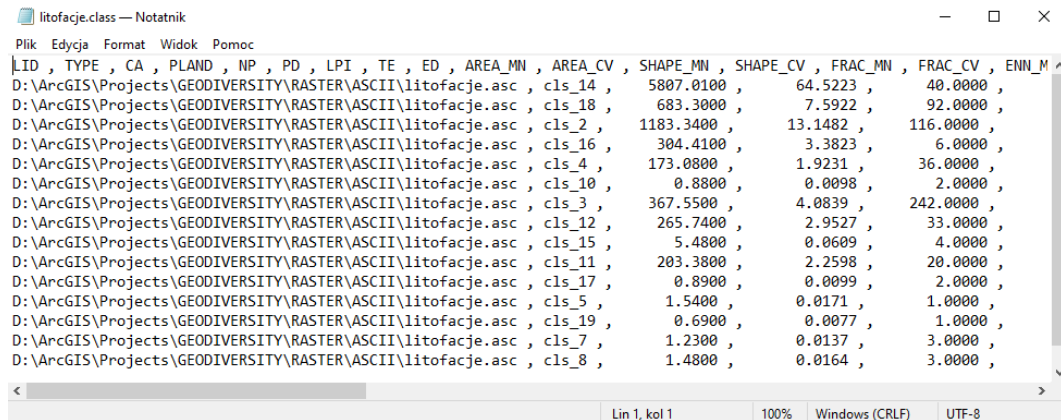 litofacje.class — Notatnik
Plik Edycja Format Widok Pomoc
LID , TYPE , CA , PLAND , NP , PD , LPI , TE , ED , AREA_MN , AREA_CV , SHAPE_MN , SHAPE_CV , FRAC_MN , FRAC_CV , ENN_M
D:\ArcGIS\Projects\GEODIVERSITY\RASTER\ASCII\litofacje.asc , cls_14 , 5807.0100 , 64.5223 , 40.0000 ,
D:\ArcGIS\Projects\GEODIVERSITY\RASTER\ASCII\litofacje.asc , cls_18 , 683.3000 , 7.5922 , 92.0000 ,
D:\ArcGIS\Projects\GEODIVERSITY\RASTER\ASCII\litofacje.asc , cls_2 , 1183.3400 , 13.1482 , 116.0000 ,
D:\ArcGIS\Projects\GEODIVERSITY\RASTER\ASCII\litofacje.asc , cls_16 , 304.4100 , 3.3823 , 6.0000 ,
D:\ArcGIS\Projects\GEODIVERSITY\RASTER\ASCII\litofacje.asc , cls_4 , 173.0800 , 1.9231 , 36.0000 ,
D:\ArcGIS\Projects\GEODIVERSITY\RASTER\ASCII\litofacje.asc , cls_10 , 0.8800 , 0.0098 , 2.0000 ,
D:\ArcGIS\Projects\GEODIVERSITY\RASTER\ASCII\litofacje.asc , cls_3 , 367.5500 , 4.0839 , 242.0000 ,
D:\ArcGIS\Projects\GEODIVERSITY\RASTER\ASCII\litofacje.asc , cls_12 , 265.7400 , 2.9527 , 33.0000 ,
D:\ArcGIS\Projects\GEODIVERSITY\RASTER\ASCII\litofacje.asc , cls_15 , 5.4800 , 0.0609 , 4.0000 ,
D:\ArcGIS\Projects\GEODIVERSITY\RASTER\ASCII\litofacje.asc , cls_11 , 203.3800 , 2.2598 , 20.0000 ,
D:\ArcGIS\Projects\GEODIVERSITY\RASTER\ASCII\litofacje.asc , cls_17 , 0.8900 , 0.0099 , 2.0000 ,
D:\ArcGIS\Projects\GEODIVERSITY\RASTER\ASCII\litofacje.asc , cls_5 , 1.5400 , 0.0171 , 1.0000 ,
D:\ArcGIS\Projects\GEODIVERSITY\RASTER\ASCII\litofacje.asc , cls_19 , 0.6900 , 0.0077 , 1.0000 ,
D:\ArcGIS\Projects\GEODIVERSITY\RASTER\ASCII\litofacje.asc , cls_7 , 1.2300 , 0.0137 , 3.0000 ,
D:\ArcGIS\Projects\GEODIVERSITY\RASTER\ASCII\litofacje.asc , cls_8 , 1.4800 , 0.0164 , 3.0000 ,
Lin 1, kol 1 100% Windows (CRLF) UTF-8